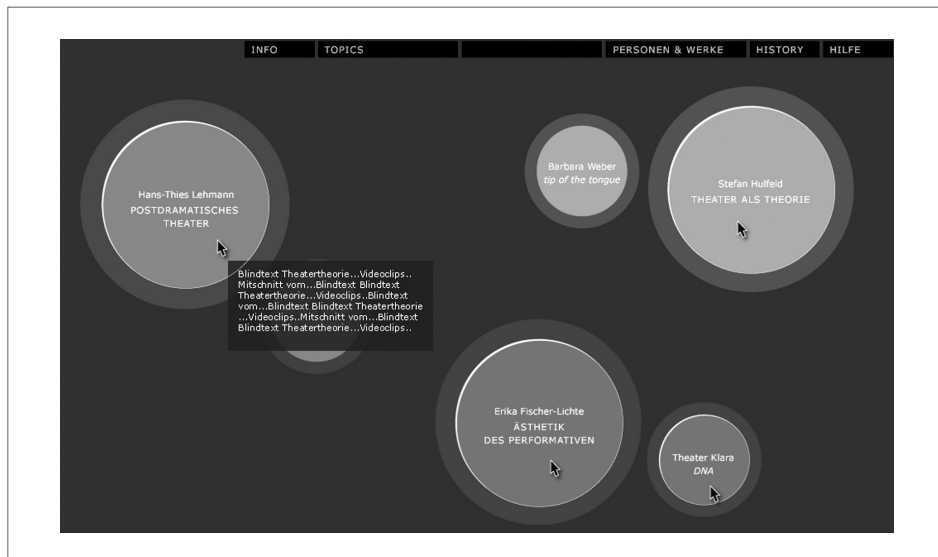 INFO
TOPICS
PERSONEN & WERKE
HISTORY
HILFE
Hans-Thies Lehmann
POSTDRAMATISCHES
THEATER
Barbara Weber
tip of the tongue
Stefan Hulfeld
THEATER ALS THEORIE
Blindtext Theatertheorie...Videoclips..
Mitschnitt vom...Blindtext Blindtext
Theatertheorie...Videoclips..Blindtext
vom...Blindtext Blindtext Theatertheorie
...Videoclips..Mitschnitt vom...Blindtext
Blindtext Theatertheorie...Videoclips..
Erika Fischer-Lichte
ÄSTHETIK
DES PERFORMATIVEN
Theater Klara
DNA